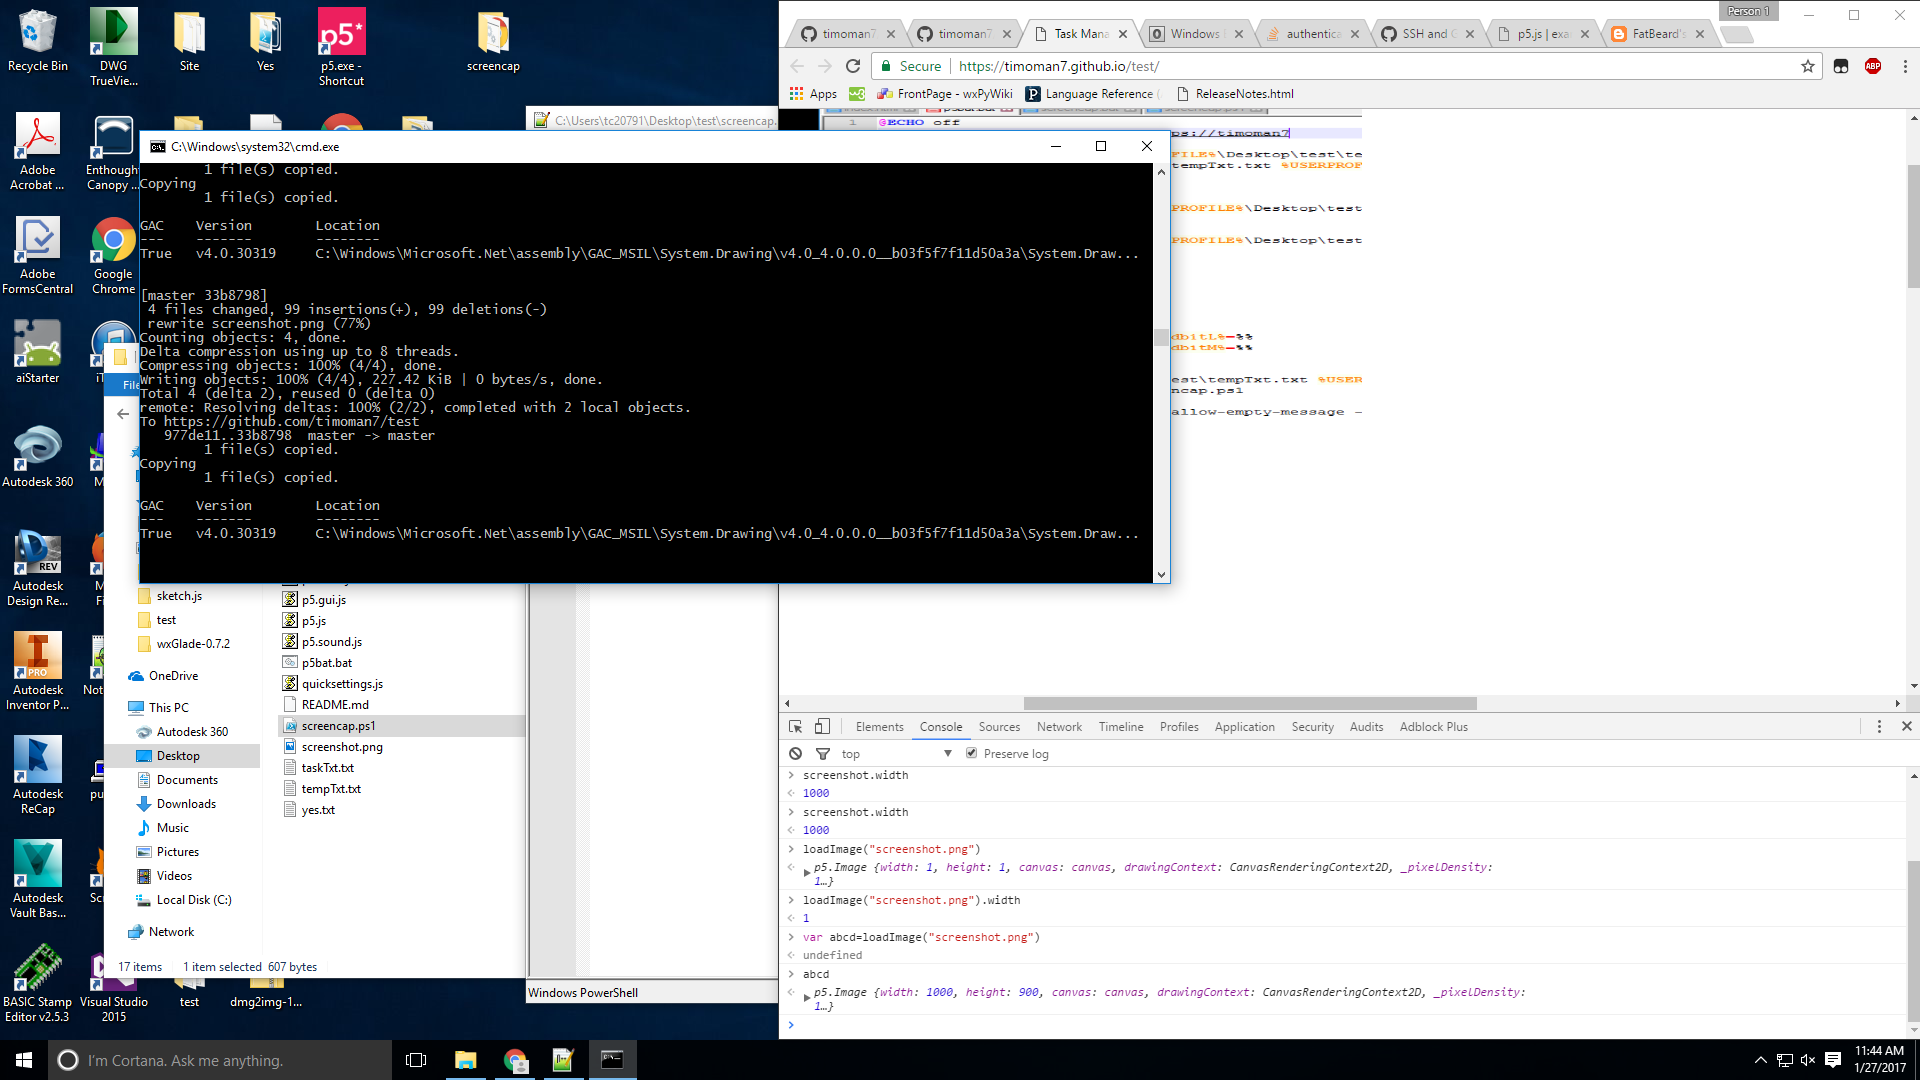 Recycle Bin
DWG TrueView...
Site
Yes
p5*
p5.exe - Shortcut
screencap
Adobe Acrobat ...
Enthought Canopy ...
Adobe FormsCentral
Google Chrome
aiStarter
Autodesk 360
Autodesk Design Re...
REV
Autodesk Inventor P...
PRO
Autodesk ReCap
Autodesk Vault Bas...
BASIC Stamp Editor v2.5.3
Visual Studio 2015
test
dmg2img-1...
C:\Users\tc20791\Desktop\test\screencap.
C:\Windows\system32\cmd.exe
1 file(s) copied.
Copying
1 file(s) copied.
GAC Version Location
--- ------- --------
True v4.0.30319 C:\Windows\Microsoft.Net\assembly\GAC_MSIL\System.Drawing\v4.0_4.0.0.0__b03f5f7f11d50a3a\System.Draw...
[master 33b8798]
4 files changed, 99 insertions(+), 99 deletions(-)
rewrite screenshot.png (77%)
Counting objects: 4, done.
Delta compression using up to 8 threads.
Compressing objects: 100% (4/4), done.
Writing objects: 100% (4/4), 227.42 KiB | 0 bytes/s, done.
Total 4 (delta 2), reused 0 (delta 0)
remote: Resolving deltas: 100% (2/2), completed with 2 local objects.
To https://github.com/timoman7/test
977de11..33b8798 master -> master
1 file(s) copied.
Copying
1 file(s) copied.
GAC Version Location
--- ------- --------
True v4.0.30319 C:\Windows\Microsoft.Net\assembly\GAC_MSIL\System.Drawing\v4.0_4.0.0.0__b03f5f7f11d50a3a\System.Draw...
File
sketch.js
test
wxGlade-0.7.2
OneDrive
This PC
Autodesk 360
Desktop
Documents
Downloads
Music
Pictures
Videos
Local Disk (C:)
Network
p5.gui.js
p5.js
p5.sound.js
p5bat.bat
quicksettings.js
README.md
screencap.ps1
screenshot.png
taskTxt.txt
tempTxt.txt
yes.txt
17 items 1 item selected 607 bytes
Windows PowerShell
Person 1
timoman7
timoman7
Task Mana
Windows
authentica
SSH and G
p5.js | exa
FatBeard's
Secure https://timoman7.github.io/test/
ABP
Apps
FrontPage - wxPyWiki
Language Reference
ReleaseNotes.html
1 @ECHO off
ps://timoman7
FILE%\Desktop\test\te
tempTxt.txt %USERPROF
PROFILE%\Desktop\test
PROFILE%\Desktop\test
dbitL%-%%
dbitM%-%%
est\tempTxt.txt %USER
ncap.ps1
allow-empty-message -
Elements Console Sources Network Timeline Profiles Application Security Audits Adblock Plus
top
Preserve log
screenshot.width
1000
screenshot.width
1000
loadImage("screenshot.png")
p5.Image {width: 1, height: 1, canvas: canvas, drawingContext: CanvasRenderingContext2D, _pixelDensity:
1…}
loadImage("screenshot.png").width
1
var abcd=loadImage("screenshot.png")
undefined
abcd
p5.Image {width: 1000, height: 900, canvas: canvas, drawingContext: CanvasRenderingContext2D, _pixelDensity:
1…}
I'm Cortana. Ask me anything.
11:44 AM
1/27/2017